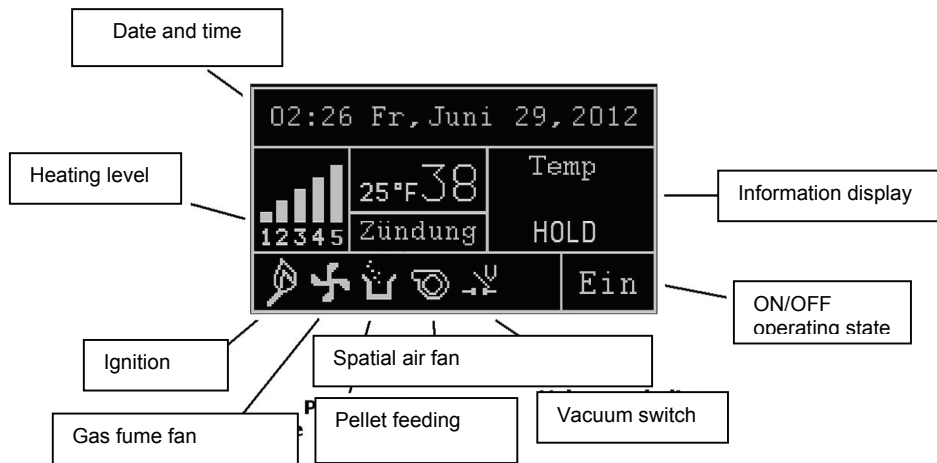 Date and time
02:26 Fr,Juni 29,2012
Heating level
25°F 38
Temp
Information display
12345
Zündung
HOLD
Ein
ON/OFF
operating state
Ignition
Spatial air fan
Gas fume fan
Pellet feeding
Vacuum switch